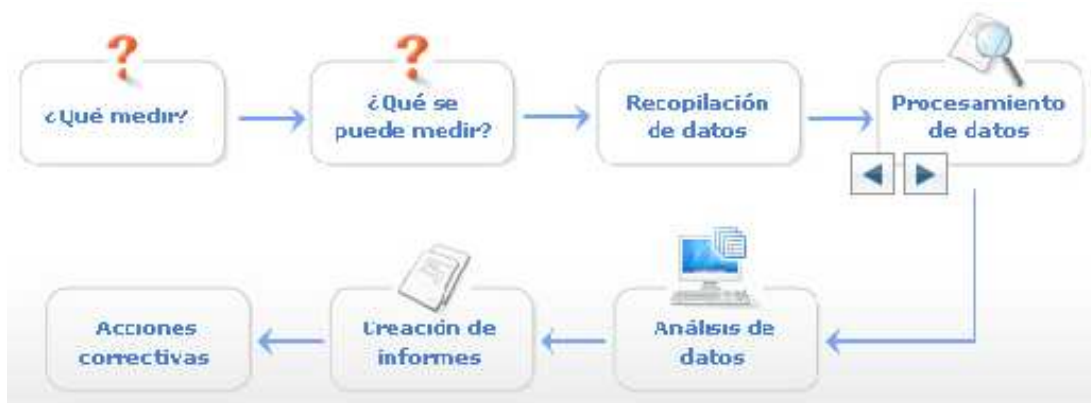 ¿Qué medir?
¿Qué se
puede medir?
Recopilación
de datos
Procesamiento
de datos
Análisis de
datos
Creación de
informes
Acciones
correctivas